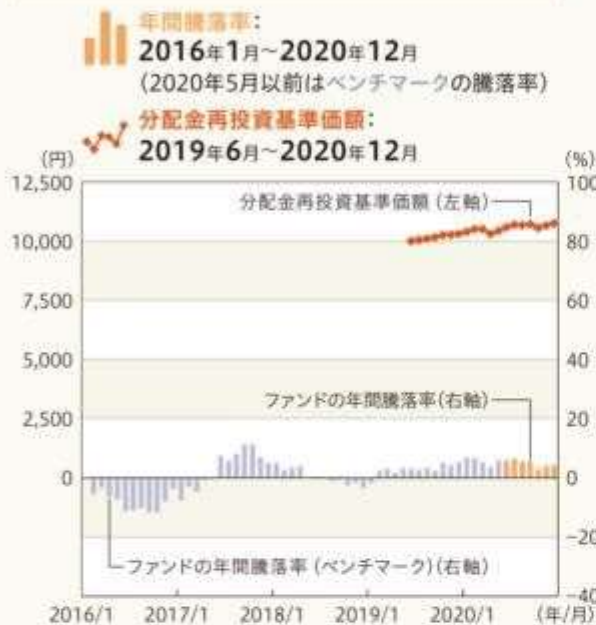 年間騰落率:
2016年1月～2020年12月
(2020年5月以前はベンチマークの騰落率)
分配金再投資基準価額:
2019年6月～2020年12月
(円)
(%)
12,500
100
分配金再投資基準価額(左軸)
10,000
80
7,500
60
5,000
40
ファンドの年間騰落率(右軸)
2,500
20
0
0
-20
ファンドの年間騰落率(ベンチマーク)(右軸)
-40
2016/1
2017/1
2018/1
2019/1
2020/1
(年/月)